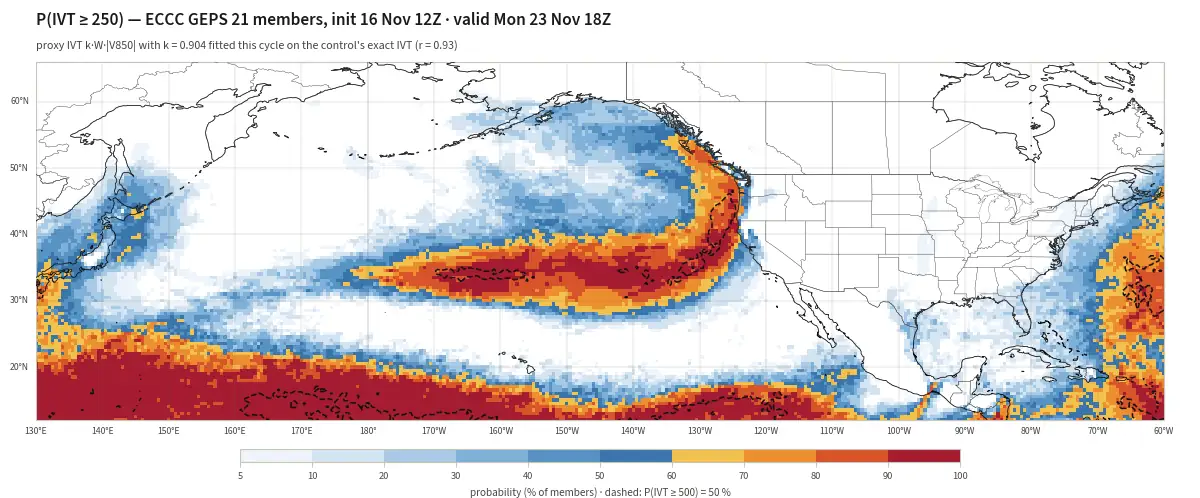 P(IVT ≥ 250) — ECCC GEPS 21 members, init 16 Nov 12Z · valid Mon 23 Nov 18Z
proxy IVT k·W·|V850| with k = 0.904 fitted this cycle on the control's exact IVT (r = 0.93)
60°N
50°N
40°N
30°N
20°N
130°E 140°E 150°E 160°E 170°E 180° 170°W 160°W 150°W 140°W 130°W 120°W 110°W 100°W 90°W 80°W 70°W 60°W
5 10 20 30 40 50 60 70 80 90 100
probability (% of members) · dashed: P(IVT ≥ 500) = 50 %